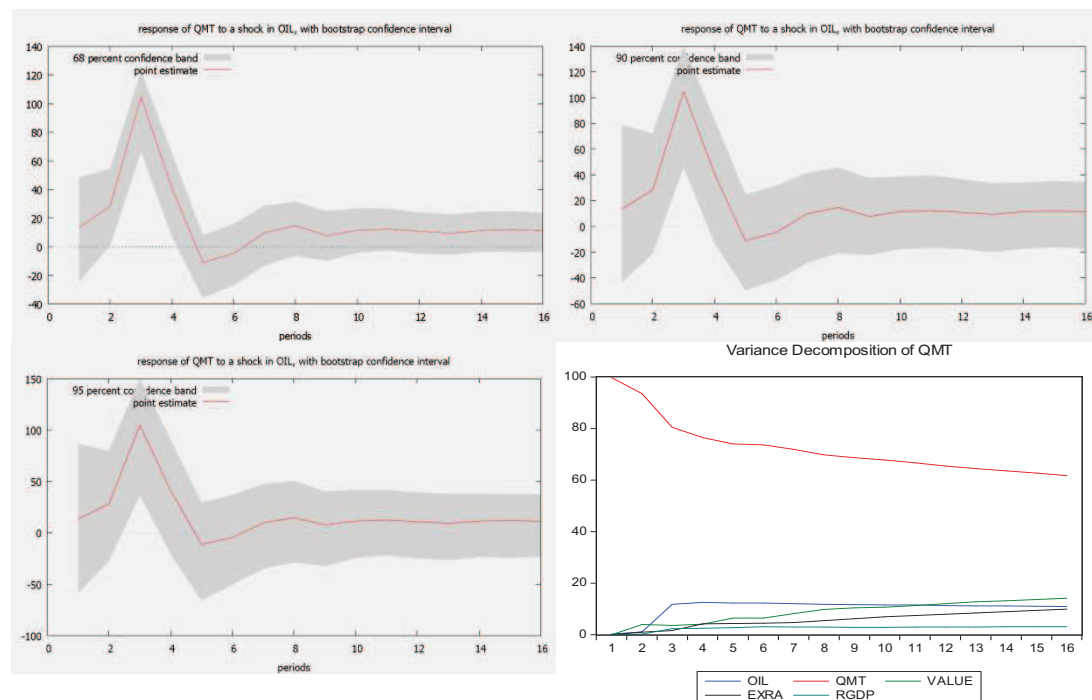 response of QMT to a shock in OIL, with bootstrap confidence interval
140
120
100
80
60
40
20
0
-20
-40
68 percent confidence band
point estimate
0 2 4 6 8 10 12 14 16
periods
response of QMT to a shock in OIL, with bootstrap confidence interval
140
120
100
80
60
40
20
0
-20
-40
-60
90 percent confidence band
point estimate
0 2 4 6 8 10 12 14 16
periods
response of QMT to a shock in OIL, with bootstrap confidence interval
150
100
50
0
-50
-100
95 percent confidence band
point estimate
0 2 4 6 8 10 12 14 16
periods
Variance Decomposition of QMT
100
80
60
40
20
0
1 2 3 4 5 6 7 8 9 10 11 12 13 14 15 16
OIL QMT VALUE
EXRA RGDP